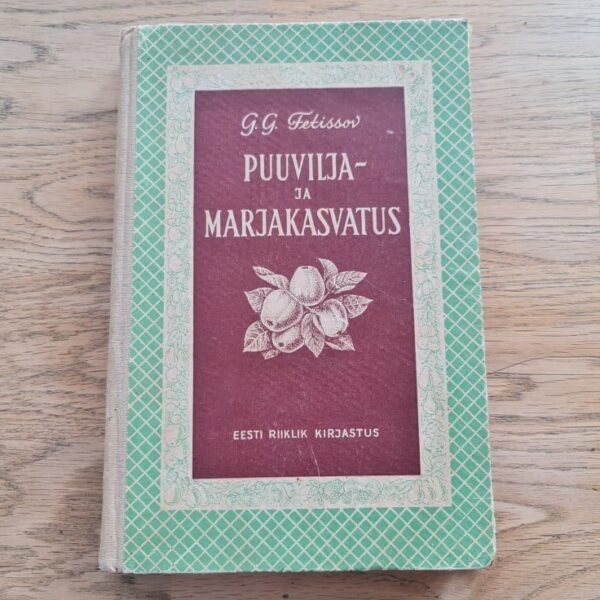 G. G. Fetissov
PUUVILJA-
JA
MARJAKASVATUS
EESTI RIIKLIK KIRJASTUS